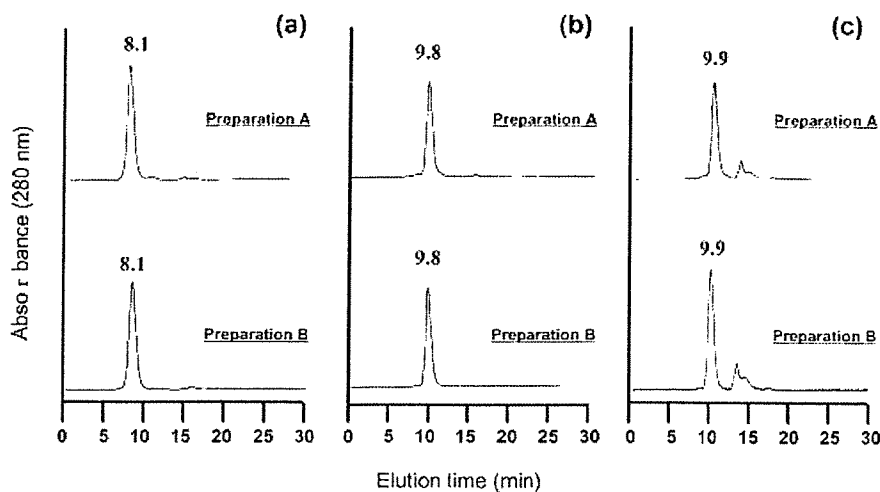 (a)
8.1
Preparation A
8.1
Preparation B
0 5 10 15 20 25 30
(b)
9.8
Preparation A
9.8
Preparation B
0 5 10 15 20 25 30
(c)
9.9
Preparation A
9.9
Preparation B
0 5 10 15 20 25 30
Abso r bance (280 nm)
Elution time (min)